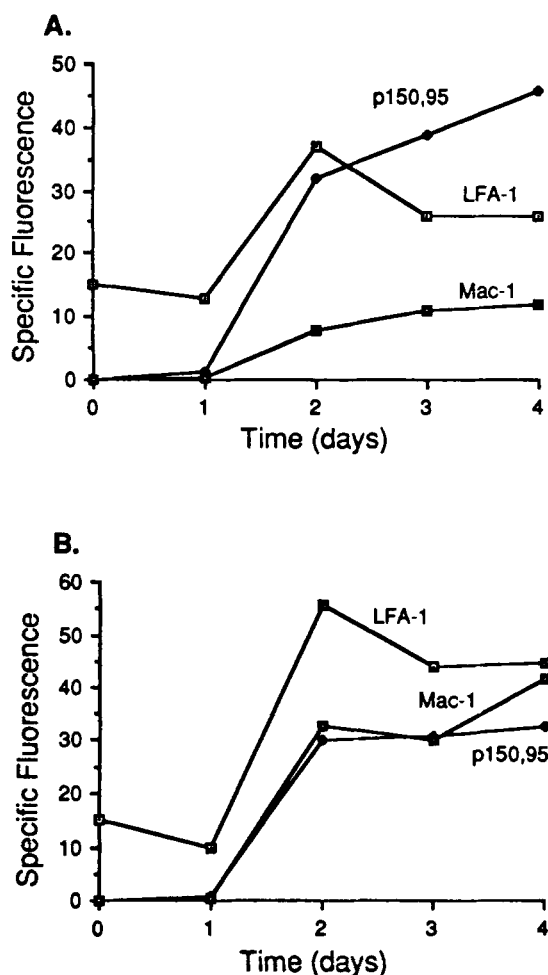 A.
50
p150,95
40
LFA-1
30
20
Mac-1
10
0
0 1 2 3 4
Time (days)
Specific Fluorescence
B.
60
LFA-1
50
40
Mac-1
30
p150,95
20
10
0
0 1 2 3 4
Time (days)
Specific Fluorescence